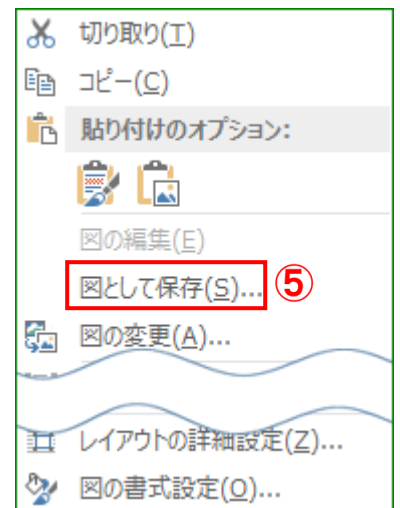 切り取り(T)
コピー(C)
貼り付けのオプション:
図の編集(E)
図として保存(S)... ⑤
図の変更(A)...
レイアウトの詳細設定(Z)...
図の書式設定(O)...